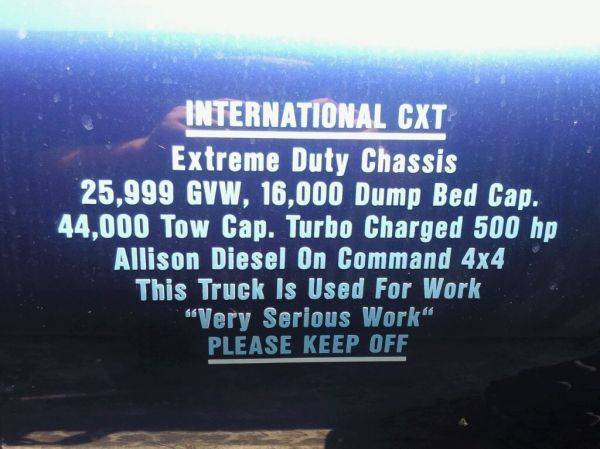 INTERNATIONAL CXT
Extreme Duty Chassis
25,999 GVW, 16,000 Dump Bed Cap.
44,000 Tow Cap. Turbo Charged 500 hp
Allison Diesel On Command 4x4
This Truck Is Used For Work
“Very Serious Work“
PLEASE KEEP OFF